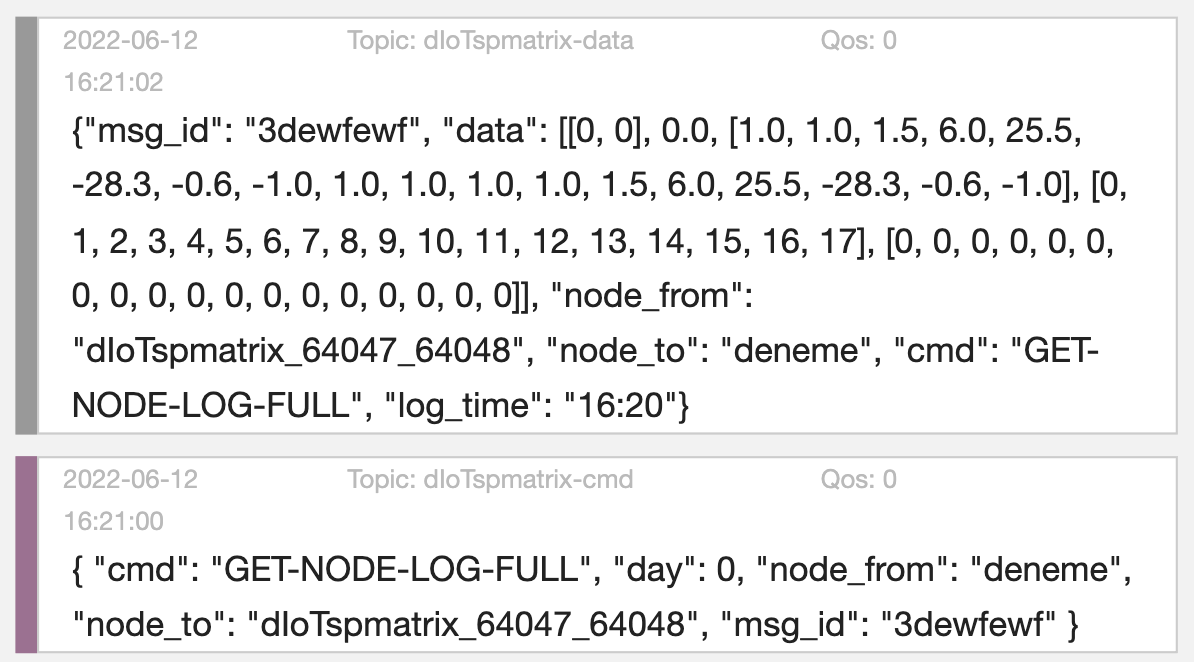 2022-06-12 Topic: dIoTspmatrix-data Qos: 0
16:21:02
{"msg_id": "3dewfewf", "data": [[0, 0], 0.0, [1.0, 1.0, 1.5, 6.0, 25.5,
-28.3, -0.6, -1.0, 1.0, 1.0, 1.0, 1.0, 1.5, 6.0, 25.5, -28.3, -0.6, -1.0], [0,
1, 2, 3, 4, 5, 6, 7, 8, 9, 10, 11, 12, 13, 14, 15, 16, 17], [0, 0, 0, 0, 0, 0,
0, 0, 0, 0, 0, 0, 0, 0, 0, 0, 0, 0]], "node_from":
"dIoTspmatrix_64047_64048", "node_to": "deneme", "cmd": "GET-
NODE-LOG-FULL", "log_time": "16:20"}
2022-06-12 Topic: dIoTspmatrix-cmd Qos: 0
16:21:00
{ "cmd": "GET-NODE-LOG-FULL", "day": 0, "node_from": "deneme",
"node_to": "dIoTspmatrix_64047_64048", "msg_id": "3dewfewf" }